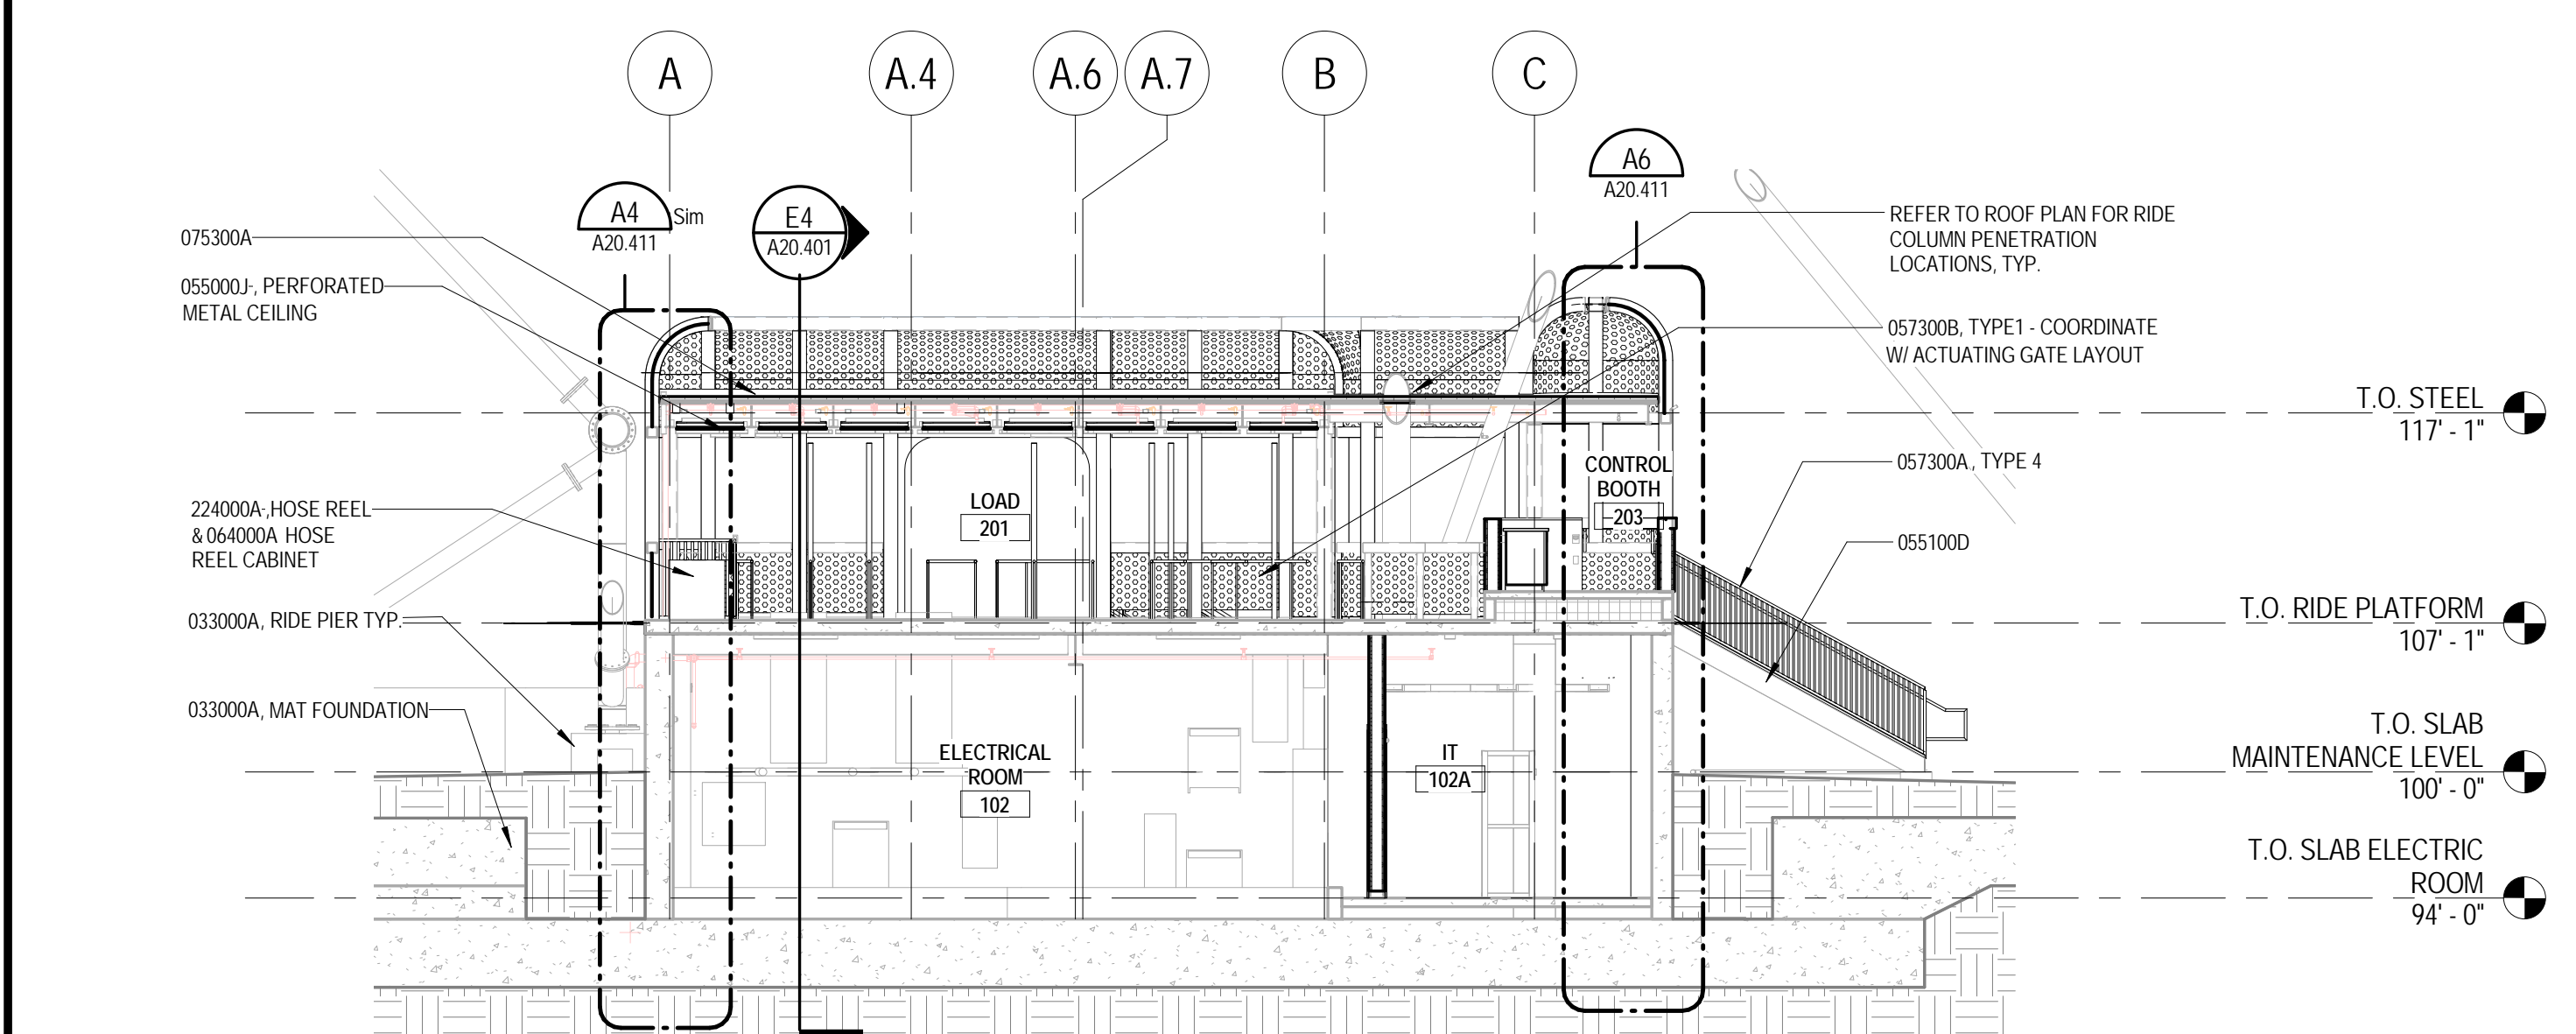 A
A.4
A.6
A.7
B
C
A4
Sim
A20.411
E4
A20.401
A6
A20.411
075300A
055000J-, PERFORATED
METAL CEILING
224000A-,HOSE REEL
& 064000A HOSE
REEL CABINET
033000A, RIDE PIER TYP.
033000A, MAT FOUNDATION
LOAD
201
CONTROL
BOOTH
203
ELECTRICAL
ROOM
102
IT
102A
REFER TO ROOF PLAN FOR RIDE
COLUMN PENETRATION
LOCATIONS, TYP.
057300B, TYPE1 - COORDINATE
W/ ACTUATING GATE LAYOUT
057300A, TYPE 4
055100D
T.O. STEEL
117' - 1"
T.O. RIDE PLATFORM
107' - 1"
T.O. SLAB
MAINTENANCE LEVEL
100' - 0"
T.O. SLAB ELECTRIC
ROOM
94' - 0"